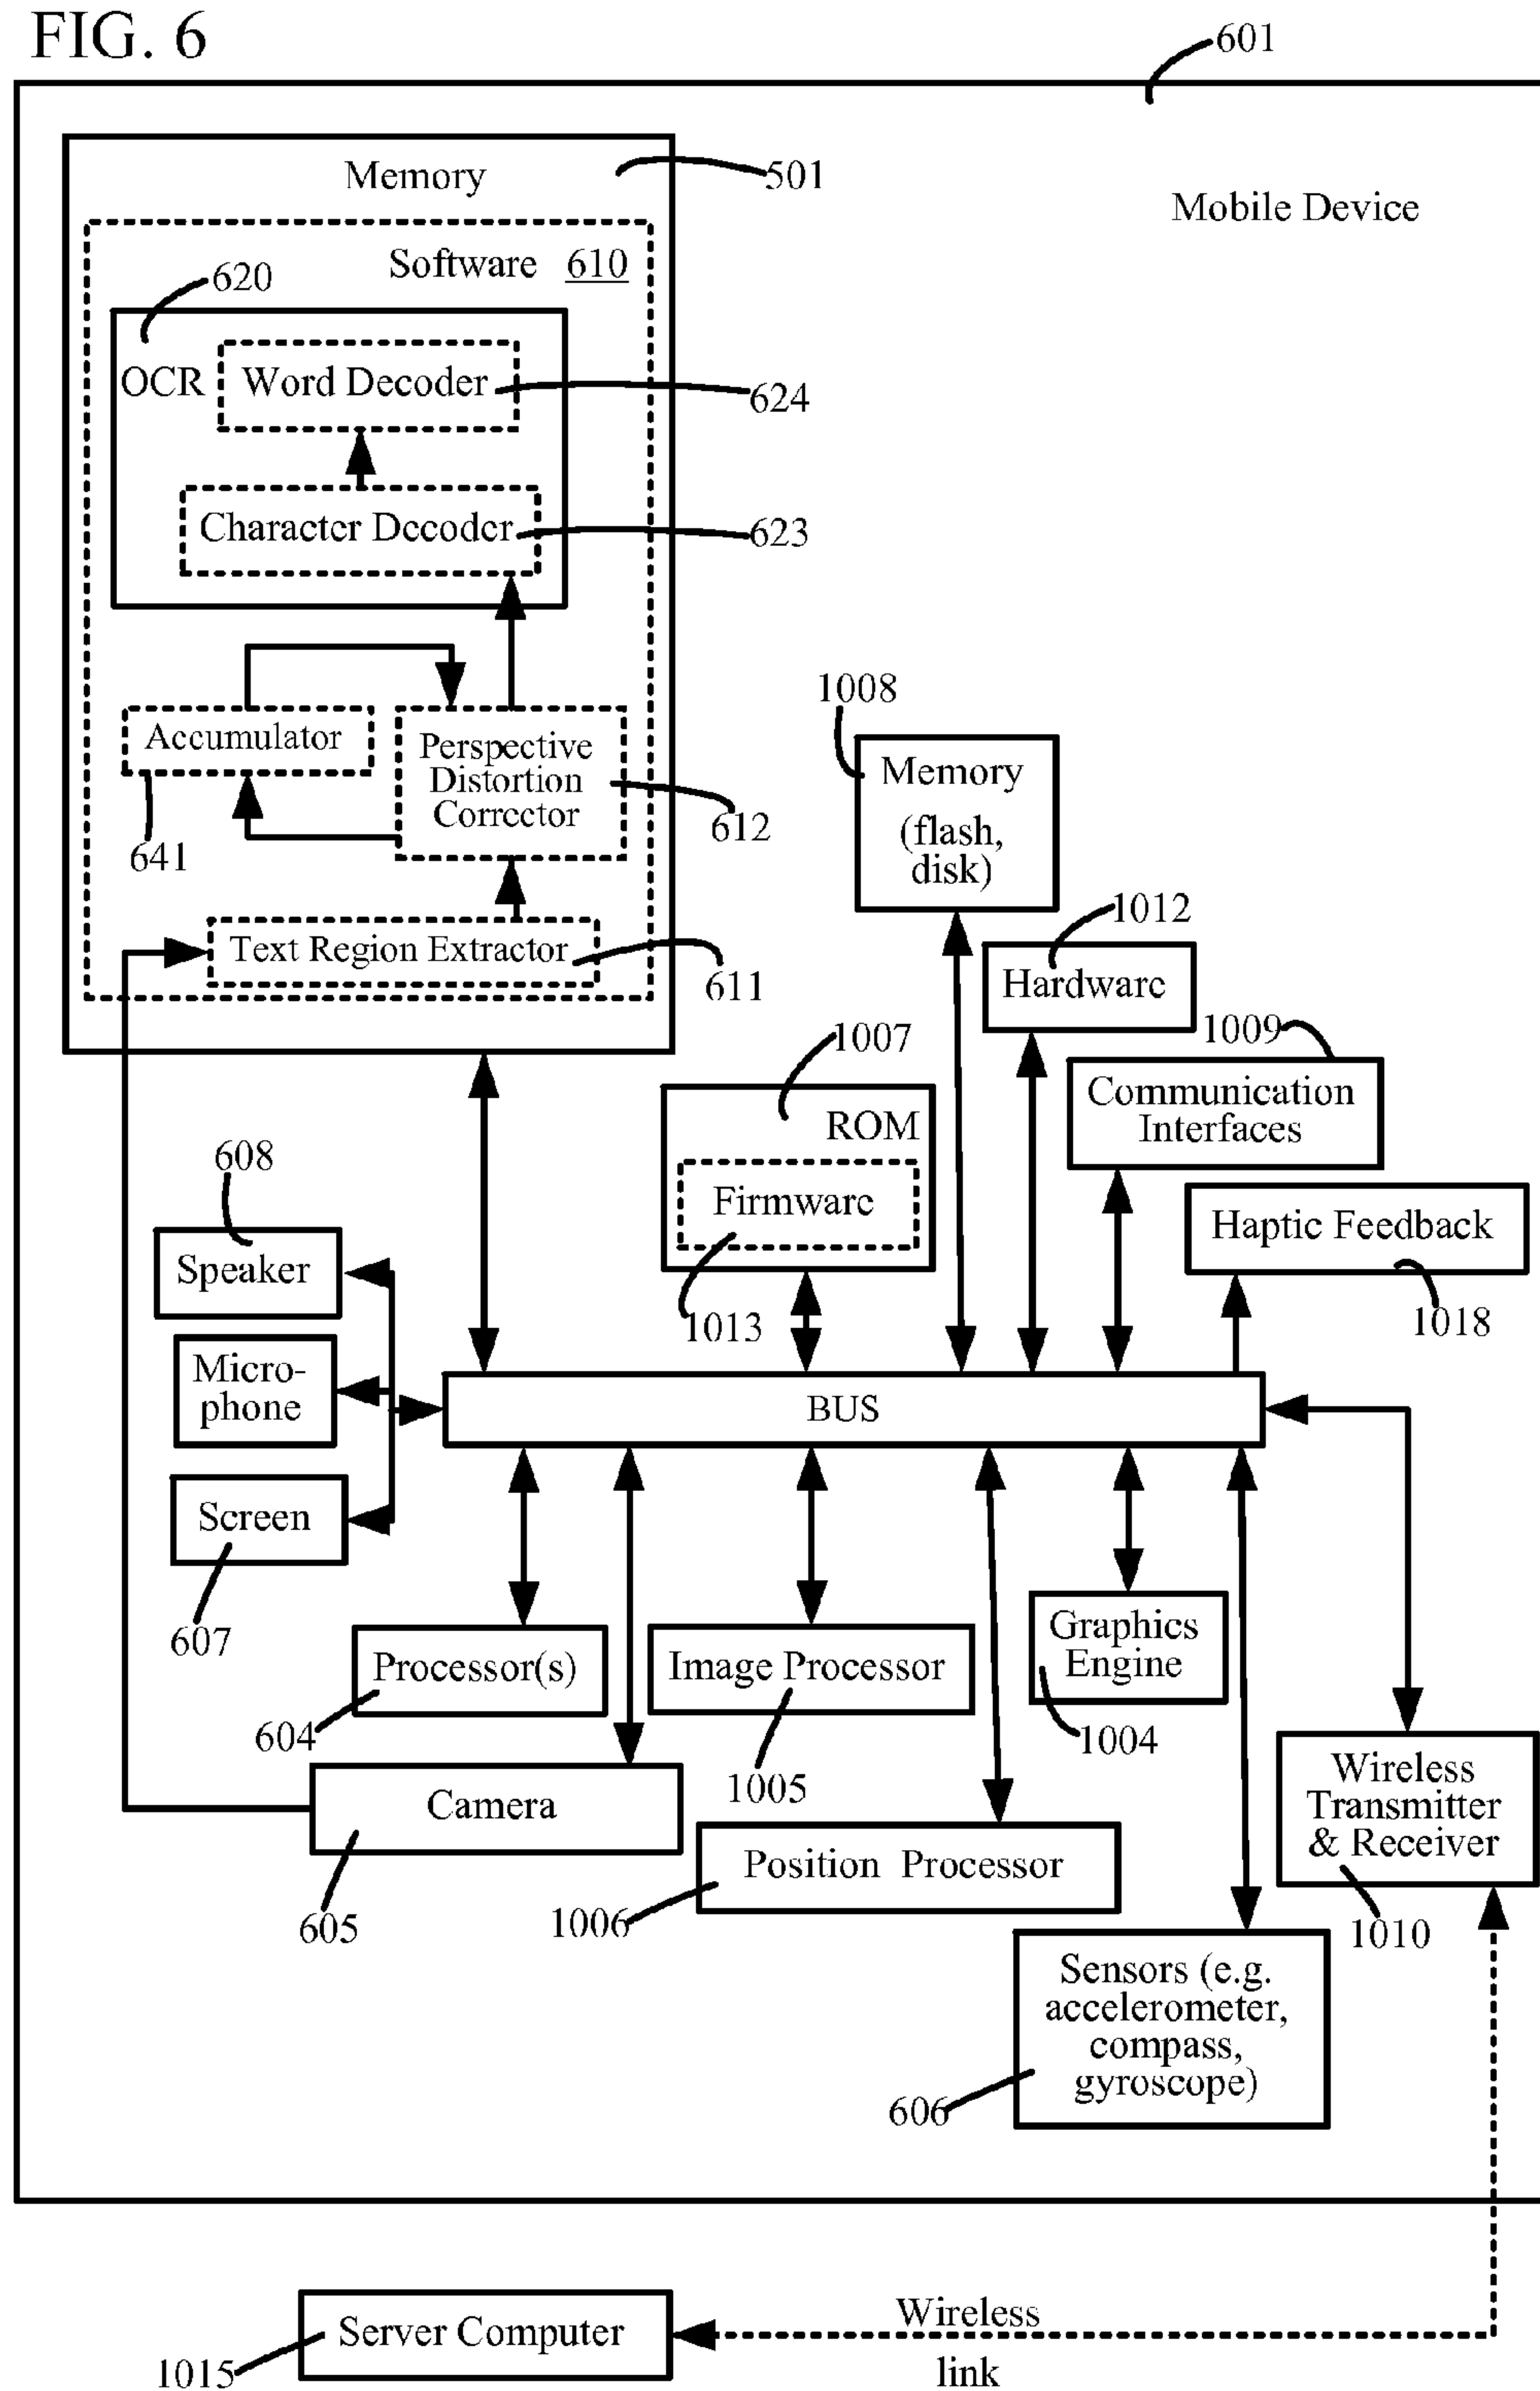 FIG. 6
601
Memory
501
Mobile Device
Software 610
620
OCR
Word Decoder
624
Character Decoder
623
Accumulator
641
Perspective
Distortion
Corrector
612
Text Region Extractor
611
1008
Memory
(flash,
disk)
1012
Hardware
1009
Communication
Interfaces
1007
ROM
Firmware
1013
Haptic Feedback
1018
608
Speaker
Micro-
phone
Screen
607
BUS
Processor(s)
604
Image Processor
1005
Graphics
Engine
1004
Camera
605
Position Processor
1006
Wireless
Transmitter
& Receiver
1010
Sensors (e.g.
accelerometer,
compass,
gyroscope)
606
Server Computer
1015
Wireless
link